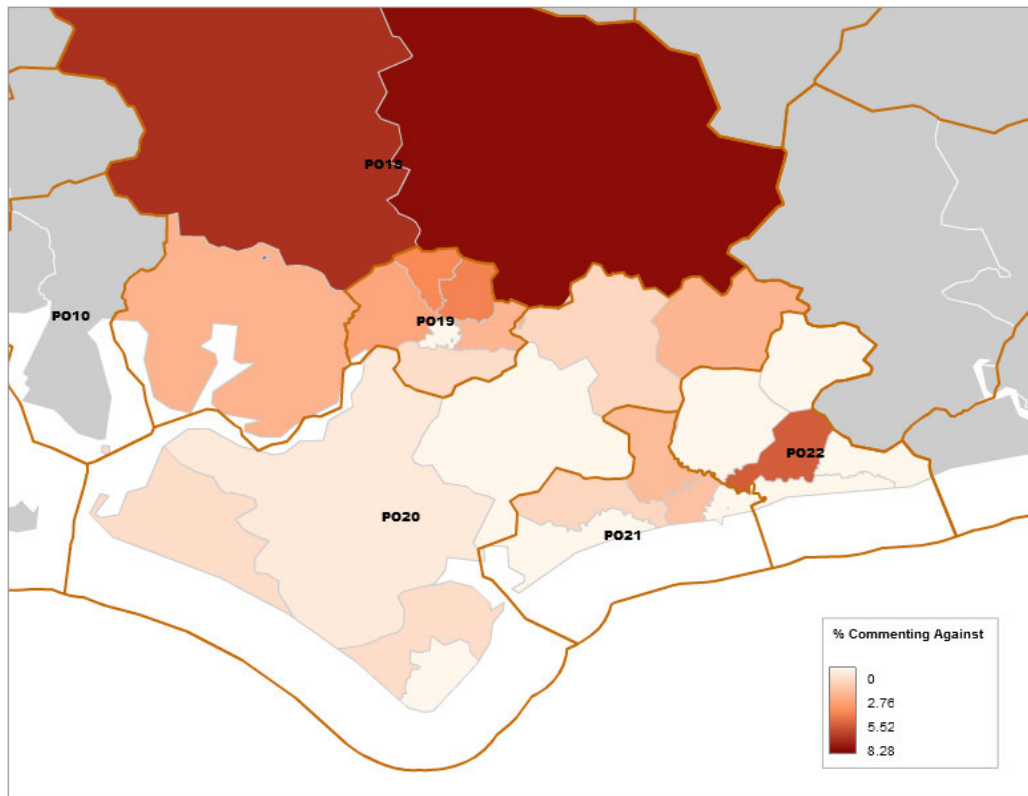 PO18
PO10
PO19
PO22
PO20
PO21
% Commenting Against
0
2.76
5.52
8.28